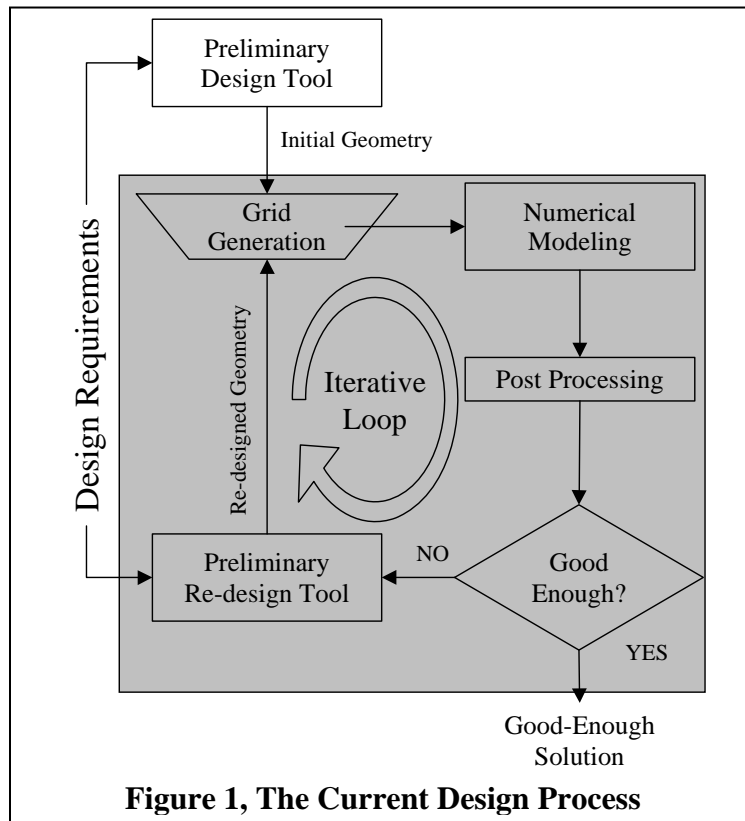 Preliminary
Design Tool
Initial Geometry
Grid
Generation
Numerical
Modeling
Design Requirements
Re-designed Geometry
Iterative
Loop
Post Processing
Preliminary
Re-design Tool
NO
Good
Enough?
YES
Good-Enough
Solution
Figure 1, The Current Design Process